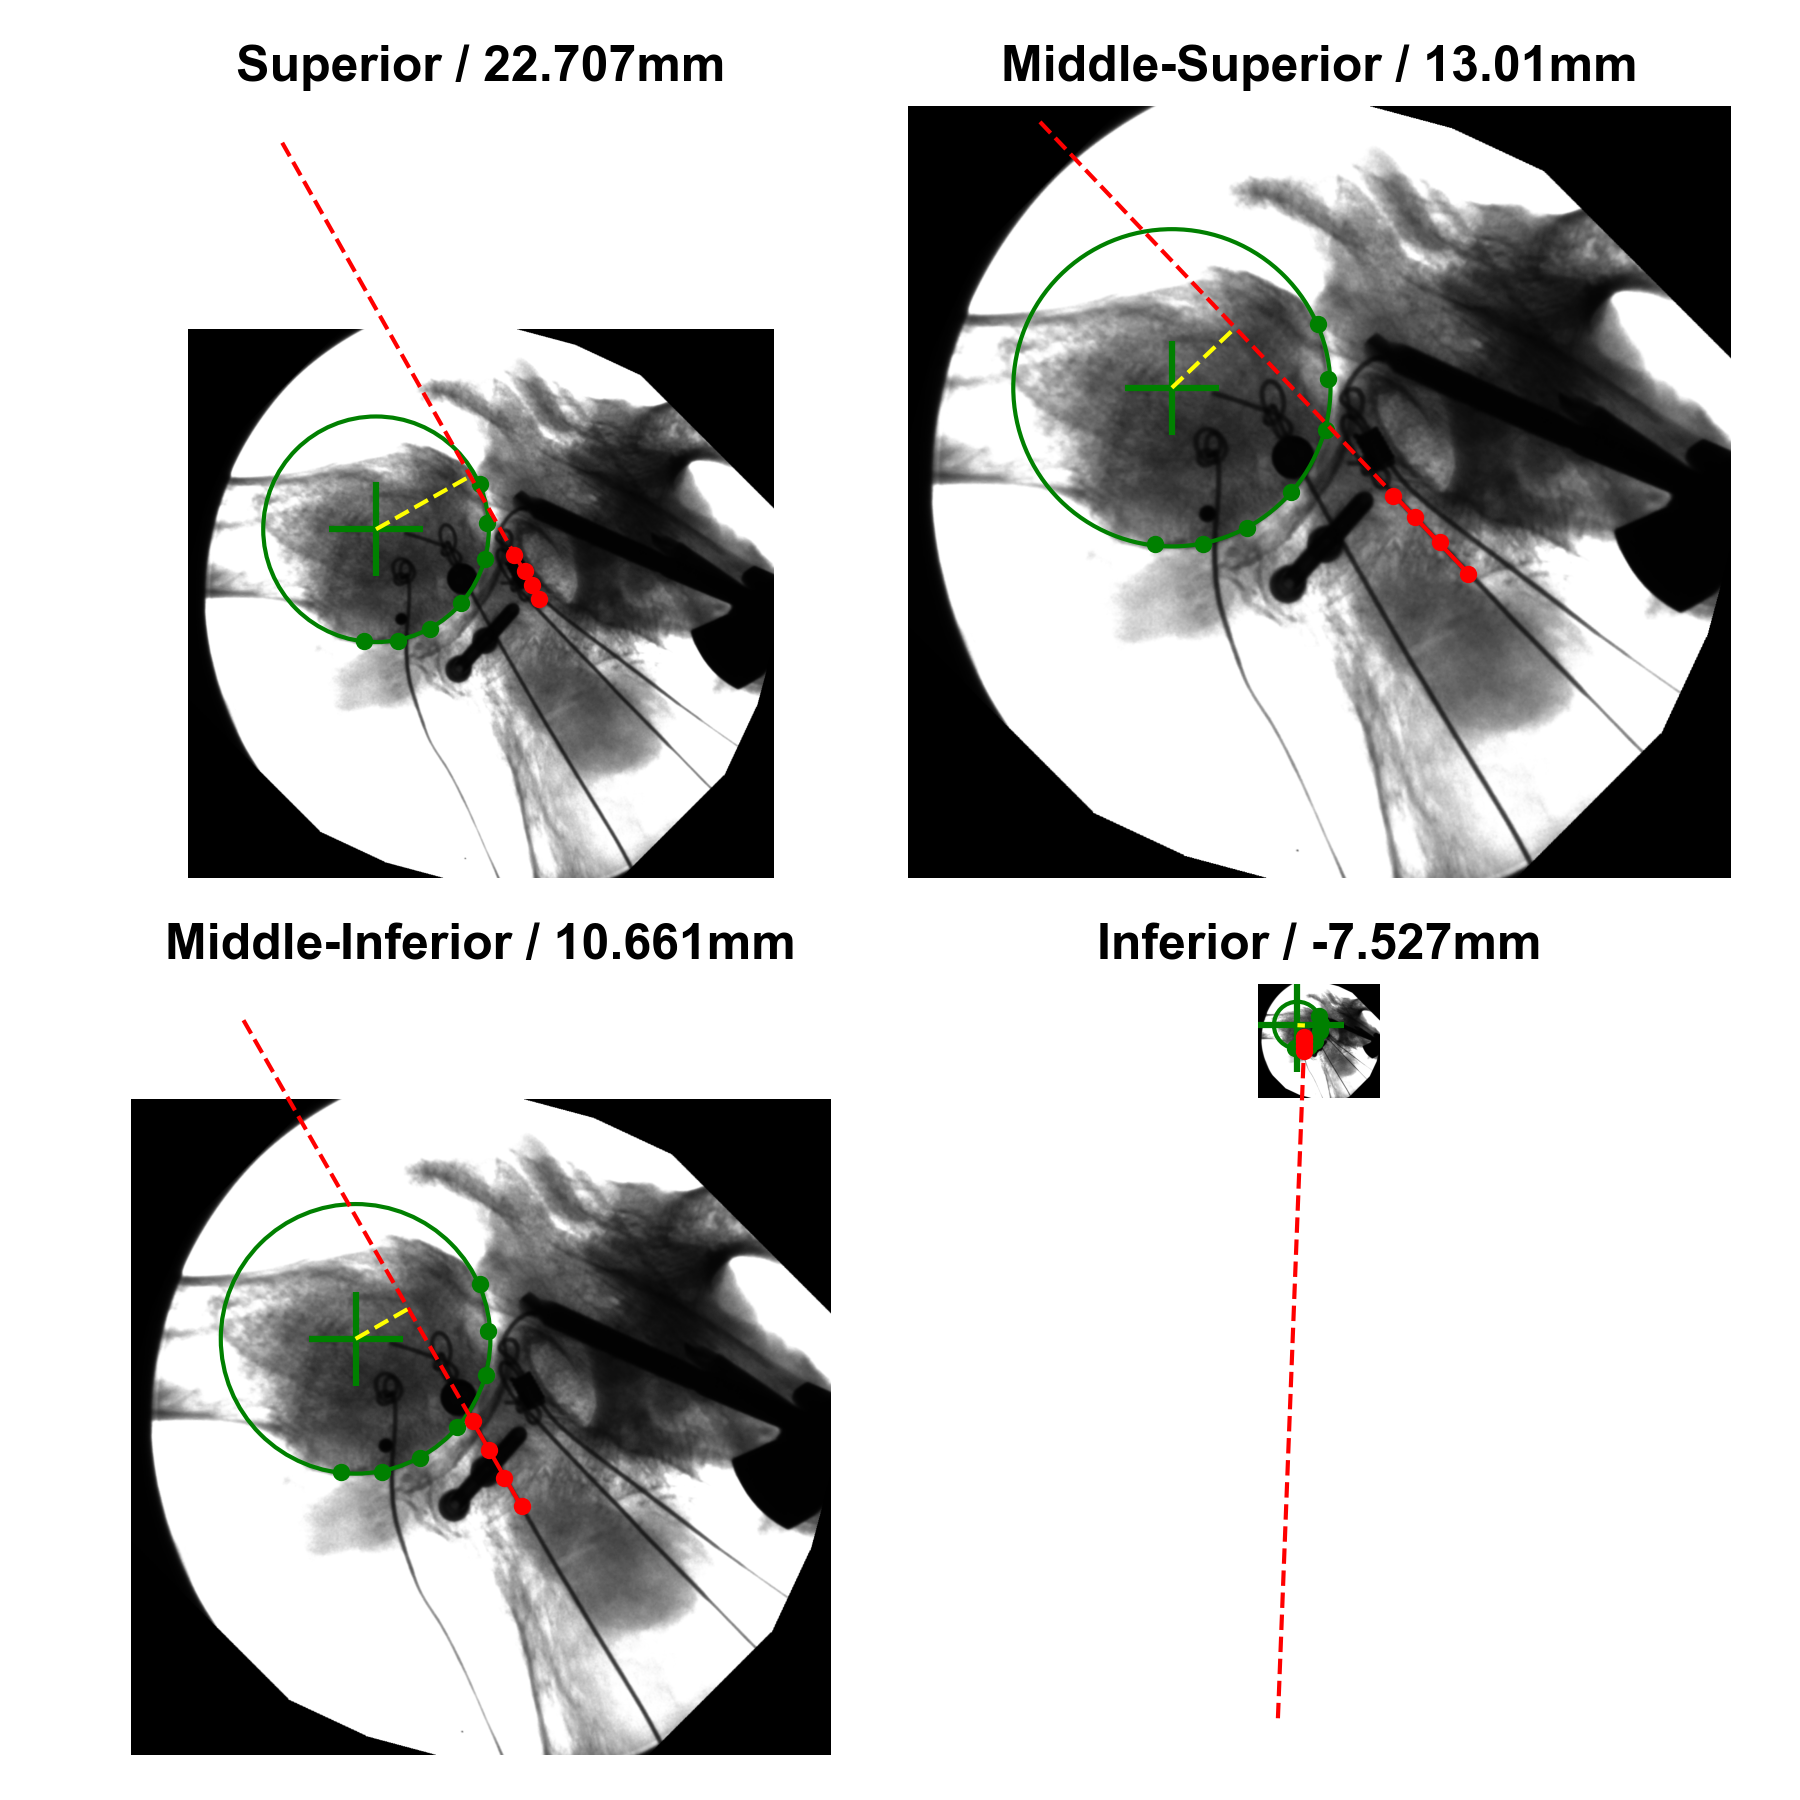 Superior / 22.707mm
Middle-Superior / 13.01mm
Middle-Inferior / 10.661mm
Inferior / -7.527mm